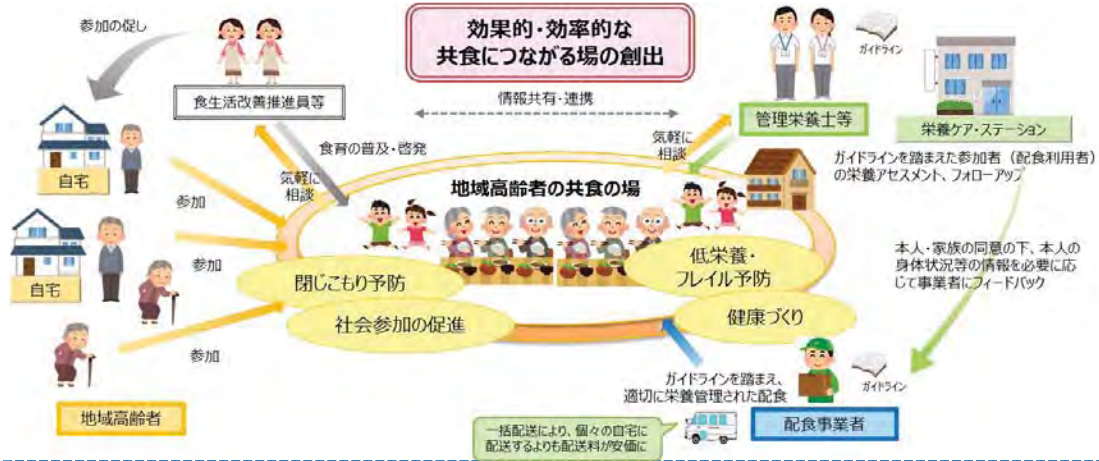 効果的・効率的な
共食につながる場の創出
参加の促し
食生活改善推進員等
情報共有・連携
ガイドライン
管理栄養士等
栄養ケア・ステーション
ガイドラインを踏まえた参加者（配食利用者）
の栄養アセスメント、フォローアップ
自宅
参加
食育の普及・啓発
気軽に
相談
気軽に
相談
地域高齢者の共食の場
自宅
参加
閉じこもり予防
低栄養・
フレイル予防
本人・家族の同意の下、本人の
身体状況等の情報を必要に応
じて事業者にフィードバック
社会参加の促進
健康づくり
参加
地域高齢者
ガイドラインを踏まえ、
適切に栄養管理された配食
ガイドライン
配食事業者
一括配送により、個々の自宅に
配送するよりも配送料が安価に